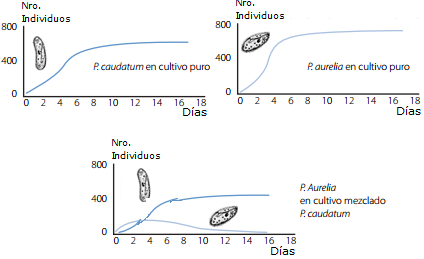 Nro.
Individuos
800
400
0
P. caudatum en cultivo puro
0 2 4 6 8 10 12 14 16 18
Días
Nro.
Individuos
800
400
0
P. aurelia en cultivo puro
0 2 4 6 8 10 12 14 16 18
Días
Nro.
Individuos
800
400
0
P. Aurelia
en cultivo mezclado
P. caudatum
0 2 4 6 8 10 12 14 16 18
Días